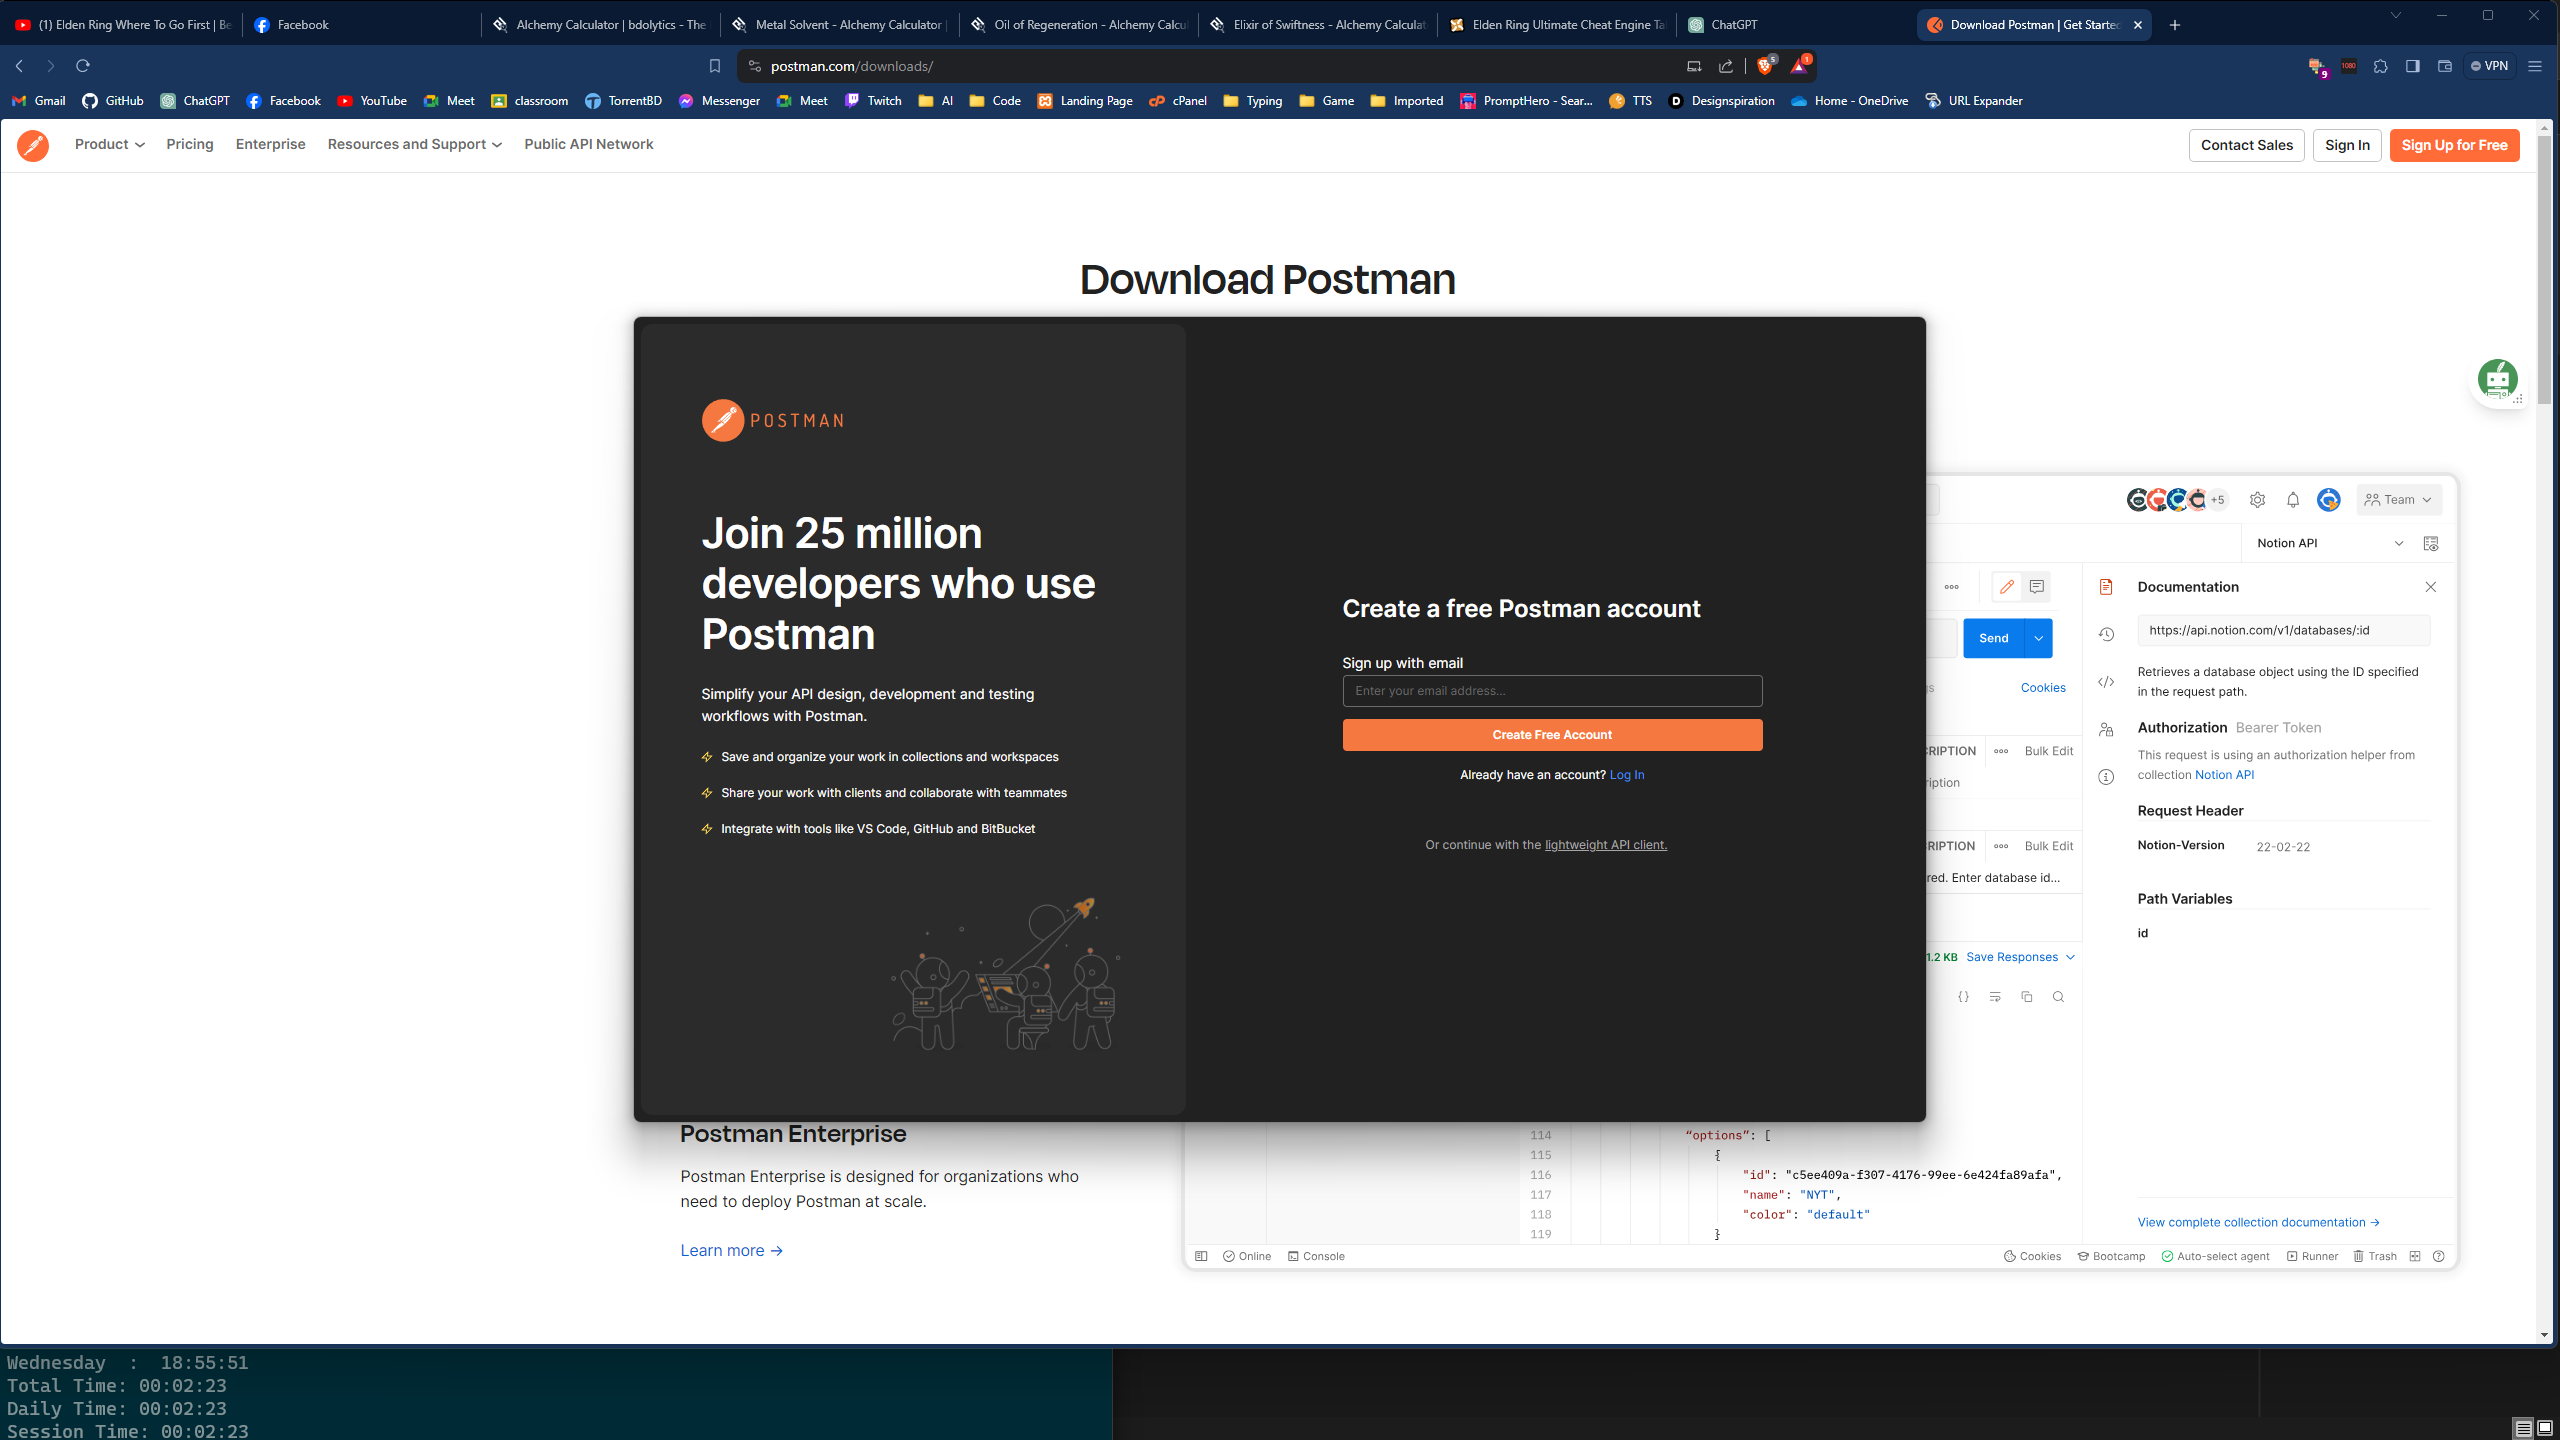 (1) Elden Ring Where To Go First | Be
Facebook
Alchemy Calculator | bdolytics - The
Metal Solvent - Alchemy Calculator |
Oil of Regeneration - Alchemy Calcul
Elixir of Swiftness - Alchemy Calculat
Elden Ring Ultimate Cheat Engine Ta
ChatGPT
Download Postman | Get Started
postman.com/downloads/
5
1
9
1080
VPN
Gmail
GitHub
ChatGPT
Facebook
YouTube
Meet
classroom
TorrentBD
Messenger
Meet
Twitch
AI
Code
Landing Page
cPanel
Typing
Game
Imported
PromptHero - Sear...
TTS
Designspiration
Home - OneDrive
URL Expander
Product
Pricing
Enterprise
Resources and Support
Public API Network
Contact Sales
Sign In
Sign Up for Free
Download Postman
POSTMAN
Join 25 million
developers who use
Postman
Simplify your API design, development and testing
workflows with Postman.
Save and organize your work in collections and workspaces
Share your work with clients and collaborate with teammates
Integrate with tools like VS Code, GitHub and BitBucket
Create a free Postman account
Sign up with email
Enter your email address...
Create Free Account
Already have an account? Log In
Or continue with the lightweight API client.
+5
Team
Notion API
Send
gs
Cookies
CRIPTION
Bulk Edit
ription
RIPTION
Bulk Edit
red. Enter database id...
1.2 KB
Save Responses
Documentation
https://api.notion.com/v1/databases/:id
Retrieves a database object using the ID specified
in the request path.
Authorization Bearer Token
This request is using an authorization helper from
collection Notion API
Request Header
Notion-Version
22-02-22
Path Variables
id
View complete collection documentation →
Postman Enterprise
Postman Enterprise is designed for organizations who
need to deploy Postman at scale.
Learn more →
114 “options”: [
115 {
116 "id": "c5ee409a-f307-4176-99ee-6e424fa89afa",
117 "name": "NYT",
118 "color": "default"
119 }
Online
Console
Cookies
Bootcamp
Auto-select agent
Runner
Trash
Wednesday : 18:55:51
Total Time: 00:02:23
Daily Time: 00:02:23
Session Time: 00:02:23